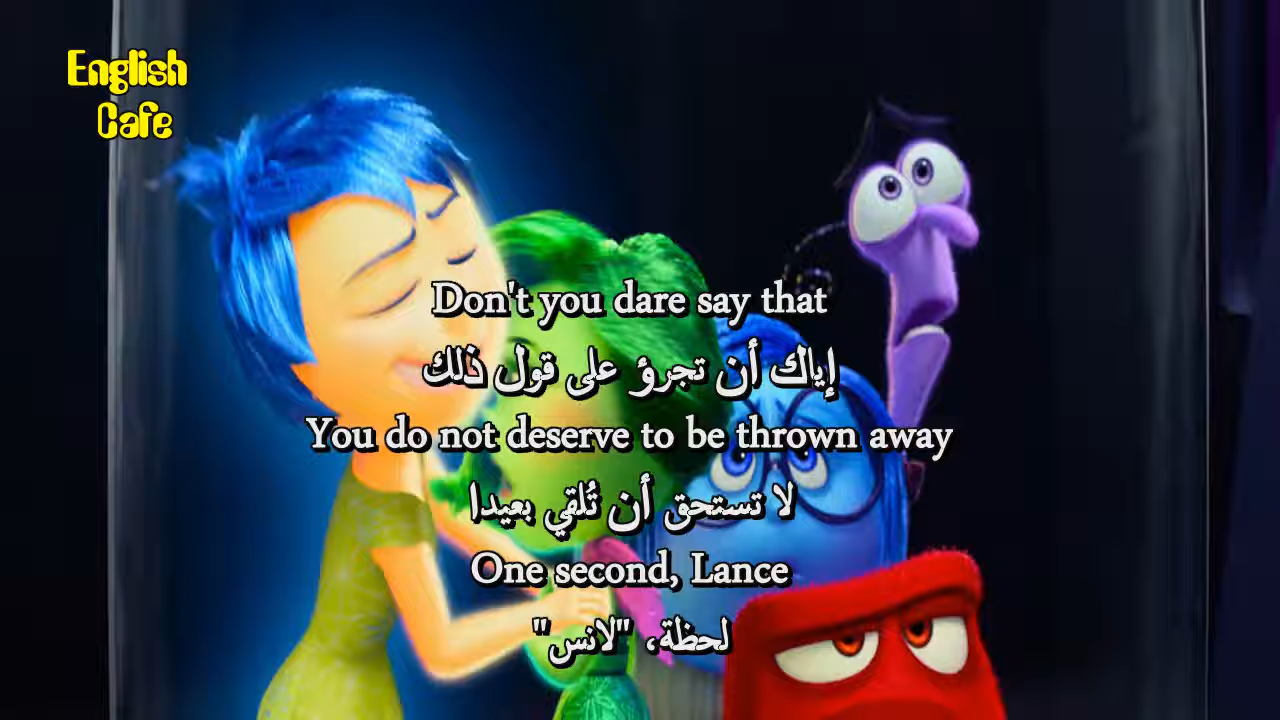 English
Cafe
Don't you dare say that
إياك أن تجرؤ على قول ذلك
You do not deserve to be thrown away
لا تستحق أن تُلقي بعيدا
One second, Lance
لحظة، "لانس"